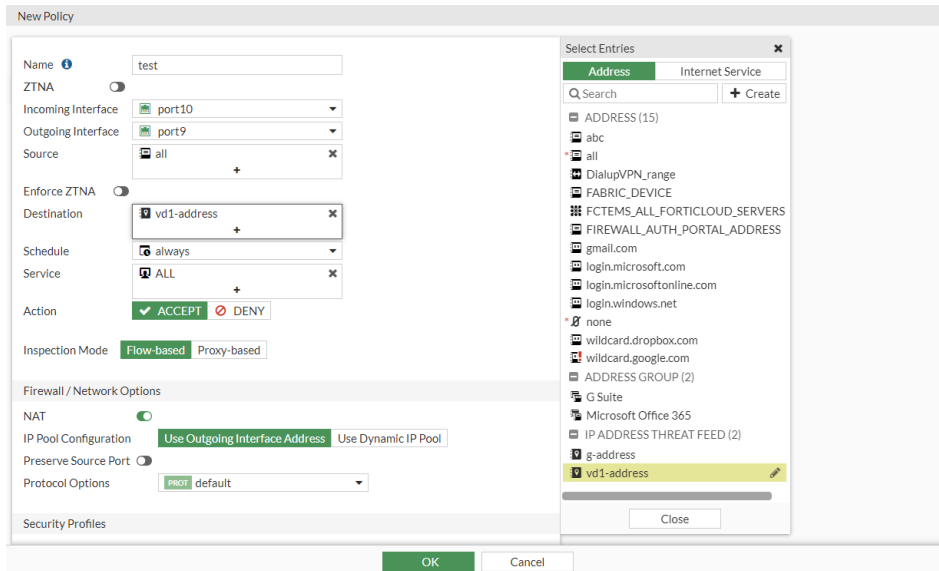 New Policy
Name test
ZTNA
Incoming Interface port10
Outgoing Interface port9
Source all
+
Enforce ZTNA
Destination vd1-address
+
Schedule always
Service ALL
+
Action ACCEPT DENY
Inspection Mode Flow-based Proxy-based
Firewall / Network Options
NAT
IP Pool Configuration Use Outgoing Interface Address Use Dynamic IP Pool
Preserve Source Port
Protocol Options PROT default
Security Profiles
Select Entries
Address Internet Service
Search + Create
ADDRESS (15)
abc
* all
DialupVPN_range
FABRIC_DEVICE
FCTEMS_ALL_FORTICLOUD_SERVERS
FIREWALL_AUTH_PORTAL_ADDRESS
gmail.com
login.microsoft.com
login.microsoftonline.com
login.windows.net
* none
wildcard.dropbox.com
wildcard.google.com
ADDRESS GROUP (2)
G Suite
Microsoft Office 365
IP ADDRESS THREAT FEED (2)
g-address
vd1-address
Close
OK Cancel